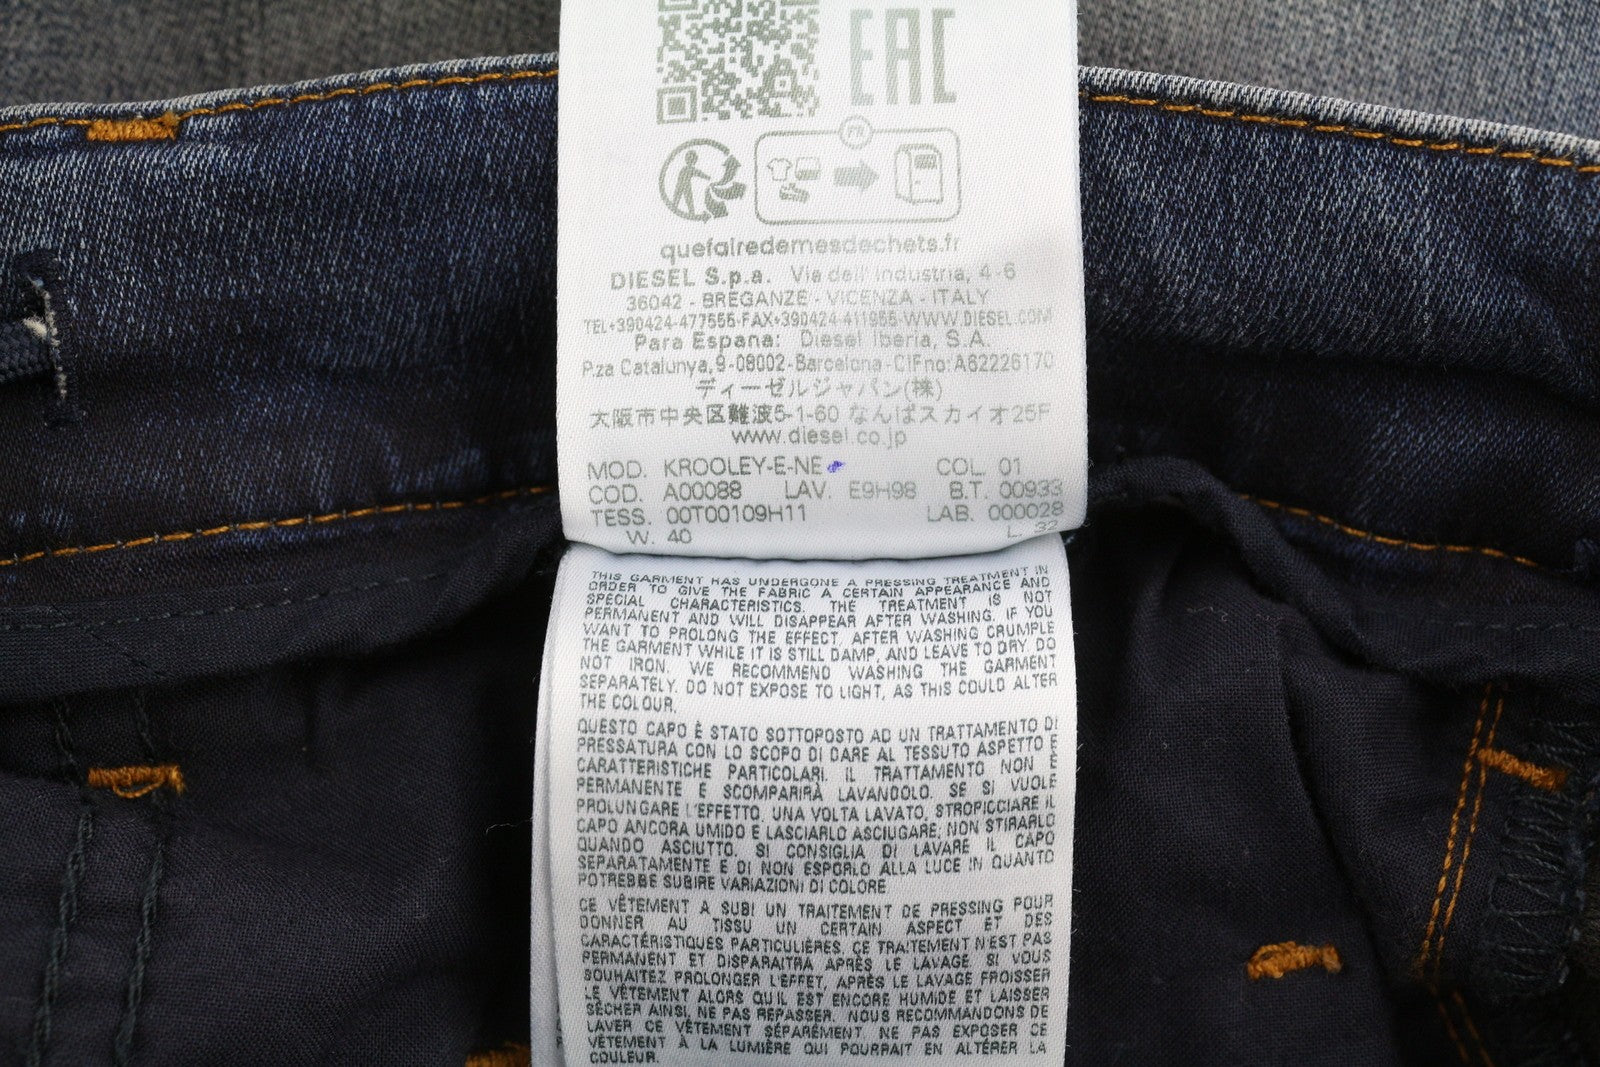 EAC
FR
quefairedemesdechets.fr
DIESEL S.p.a. Via dell' Industria, 4-6
36042 - BREGANZE - VICENZA - ITALY
TEL+390424-477555-FAX+390424-411955-WWW.DIESEL.COM
Para Espana: Diesel Iberia, S.A.
P.za Catalunya,9-08002-Barcelona-CIFno:A62226170
ディーゼルジャパン(株)
大阪市中央区難波5-1-60 なんばスカイオ25F
www.diesel.co.jp
MOD. KROOLEY-E-NE COL. 01
COD. A00088 LAV. E9H98 B.T. 00933
TESS. 00T00109H11 LAB. 000028
W. 40 L. 32
THIS GARMENT HAS UNDERGONE A PRESSING TREATMENT IN
ORDER TO GIVE THE FABRIC A CERTAIN APPEARANCE AND
SPECIAL CHARACTERISTICS. THE TREATMENT IS NOT
PERMANENT AND WILL DISAPPEAR AFTER WASHING. IF YOU
WANT TO PROLONG THE EFFECT, AFTER WASHING CRUMPLE
THE GARMENT WHILE IT IS STILL DAMP, AND LEAVE TO DRY. DO
NOT IRON. WE RECOMMEND WASHING THE GARMENT
SEPARATELY. DO NOT EXPOSE TO LIGHT, AS THIS COULD ALTER
THE COLOUR.
QUESTO CAPO È STATO SOTTOPOSTO AD UN TRATTAMENTO DI
PRESSATURA CON LO SCOPO DI DARE AL TESSUTO ASPETTO E
CARATTERISTICHE PARTICOLARI. IL TRATTAMENTO NON È
PERMANENTE E SCOMPARIRÀ LAVANDOLO. SE SI VUOLE
PROLUNGARE L'EFFETTO, UNA VOLTA LAVATO, STROPICCIARE IL
CAPO ANCORA UMIDO E LASCIARLO ASCIUGARE; NON STIRARLO
QUANDO ASCIUTTO. SI CONSIGLIA DI LAVARE IL CAPO
SEPARATAMENTE E DI NON ESPORLO ALLA LUCE IN QUANTO
POTREBBE SUBIRE VARIAZIONI DI COLORE
CE VÊTEMENT A SUBI UN TRAITEMENT DE PRESSING POUR
DONNER AU TISSU UN CERTAIN ASPECT ET DES
CARACTÉRISTIQUES PARTICULIÈRES. CE TRAITEMENT N'EST PAS
PERMANENT ET DISPARAITRA APRÈS LE LAVAGE. SI VOUS
SOUHAITEZ PROLONGER L'EFFET, APRÈS LE LAVAGE FROISSER
LE VÊTEMENT ALORS QU'IL EST ENCORE HUMIDE ET LAISSER
SÉCHER AINSI, NE PAS REPASSER. NOUS RECOMMANDONS DE
LAVER CE VÊTEMENT SÉPARÉMENT. NE PAS EXPOSER CE
VÊTEMENT À LA LUMIÈRE QUI POURRAIT EN ALTÉRER LA
COULEUR.